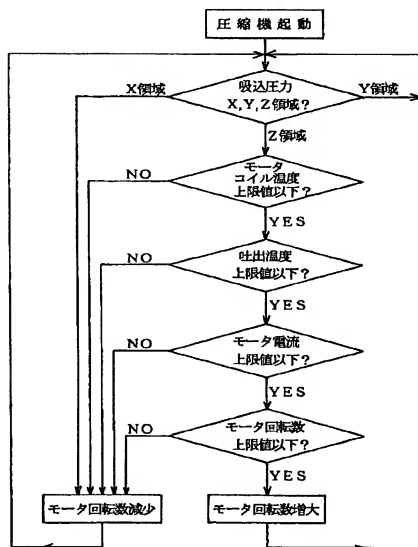 圧縮機起動
X領域
吸込圧力
X,Y,Z領域?
Y領域
Z領域
NO
モータ
コイル温度
上限値以下?
YES
NO
吐出温度
上限値以下?
YES
NO
モータ電流
上限値以下?
YES
NO
モータ回転数
上限値以下?
YES
モータ回転数減少
モータ回転数増大